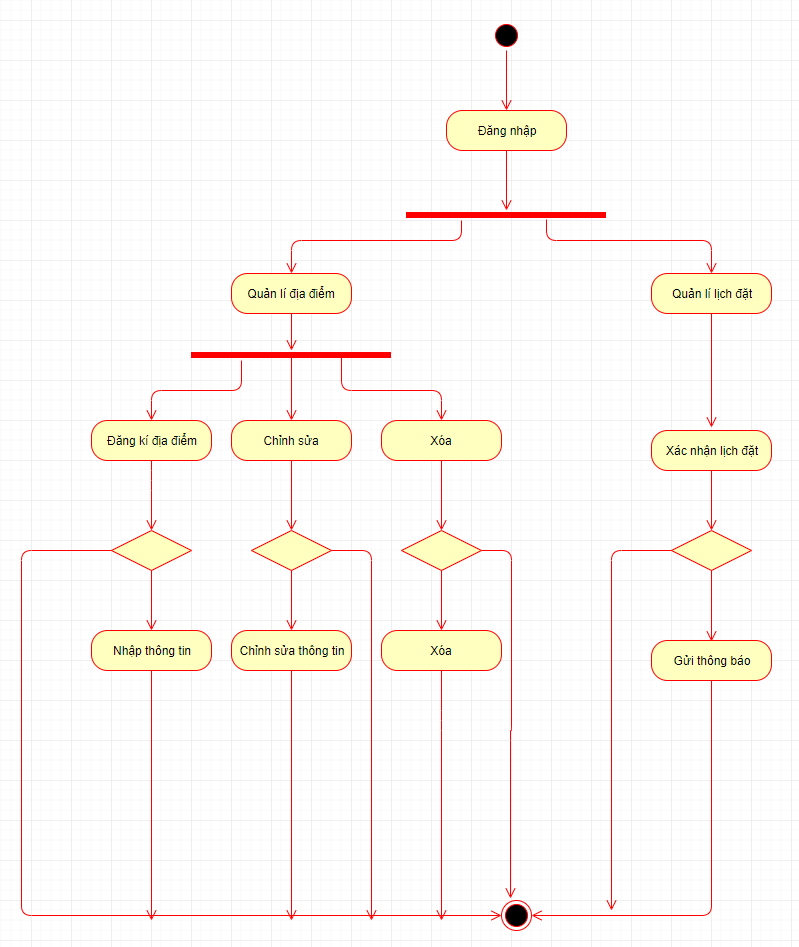 Đăng nhập
Quản lí địa điểm
Quản lí lịch đặt
Đăng kí địa điểm
Chỉnh sửa
Xóa
Xác nhận lịch đặt
Nhập thông tin
Chỉnh sửa thông tin
Xóa
Gửi thông báo